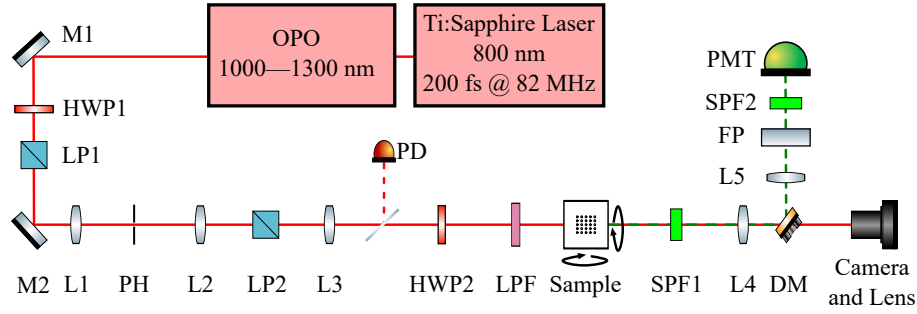 M1
OPO
1000—1300 nm
Ti:Sapphire Laser
800 nm
200 fs @ 82 MHz
PMT
SPF2
FP
L5
HWP1
LP1
PD
M2
L1
PH
L2
LP2
L3
HWP2
LPF
Sample
SPF1
L4
DM
Camera
and Lens